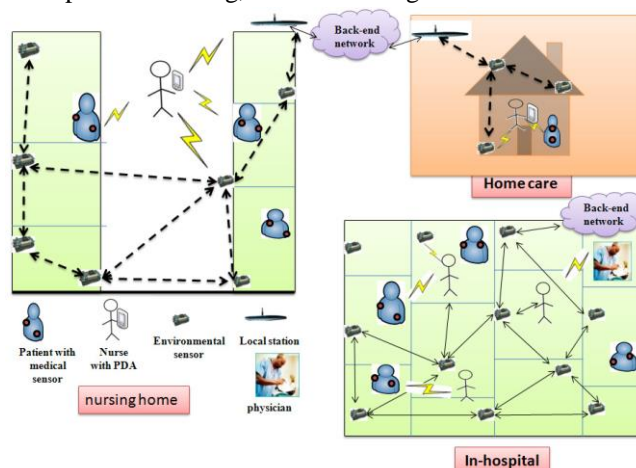 Back-end
network
Home care
Back-end
network
Patient with
medical
sensor
Nurse
with PDA
Environmental
sensor
Local station
physician
nursing home
In-hospital